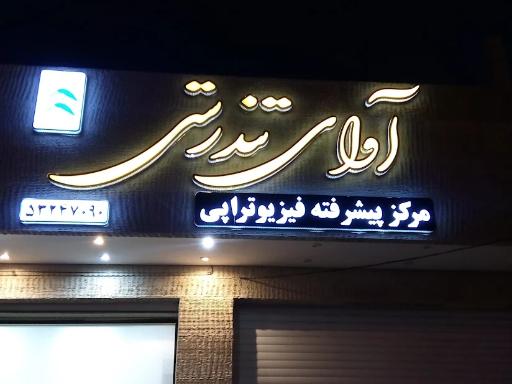 آوای تندرستی
مرکز پیشرفته فیزیوتراپی
۵۳۲۲۷۰۹۰